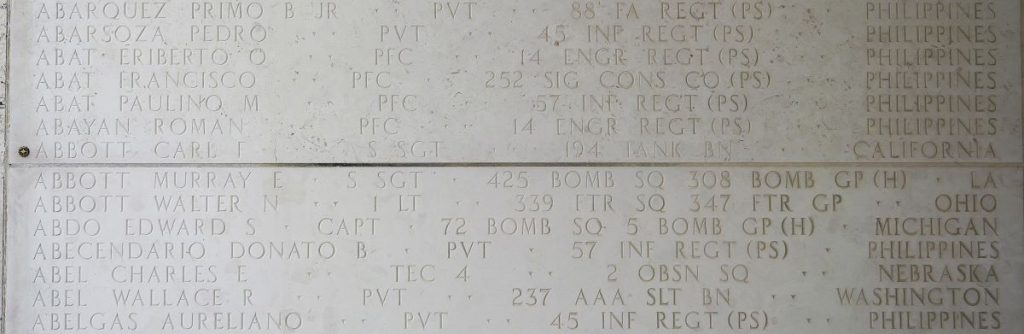 ABARQUEZ PRIMO B JR · PVT · · 88 FA REGT (PS) · · PHILIPPINES
ABARSOZA PEDRO · · PVT · · 45 INF REGT (PS) · · PHILIPPINES
ABAT ERIBERTO O · · PFC · · 14 ENGR REGT (PS) · · PHILIPPINES
ABAT FRANCISCO · · PFC · · 252 SIG CONS CO (PS) · · PHILIPPINES
ABAT PAULINO M · · PFC · · 57 INF REGT (PS) · · PHILIPPINES
ABAYAN ROMAN · · PFC · · 14 ENGR REGT (PS) · · PHILIPPINES
ABBOTT CARL F · · S SGT · · 194 TANK BN · · CALIFORNIA
ABBOTT MURRAY E · S SGT · 425 BOMB SQ 308 BOMB GP (H) · LA
ABBOTT WALTER N · · 1 LT · · 339 FTR SQ 347 FTR GP · · OHIO
ABDO EDWARD S · CAPT · 72 BOMB SQ 5 BOMB GP (H) · MICHIGAN
ABECENDARIO DONATO B · PVT · 57 INF REGT (PS) · · PHILIPPINES
ABEL CHARLES E · · TEC 4 · · 2 OBSN SQ · · NEBRASKA
ABEL WALLACE R · · PVT · · 237 AAA SLT BN · · WASHINGTON
ABELGAS AURELIANO · · PVT · · 45 INF REGT (PS) · · PHILIPPINES